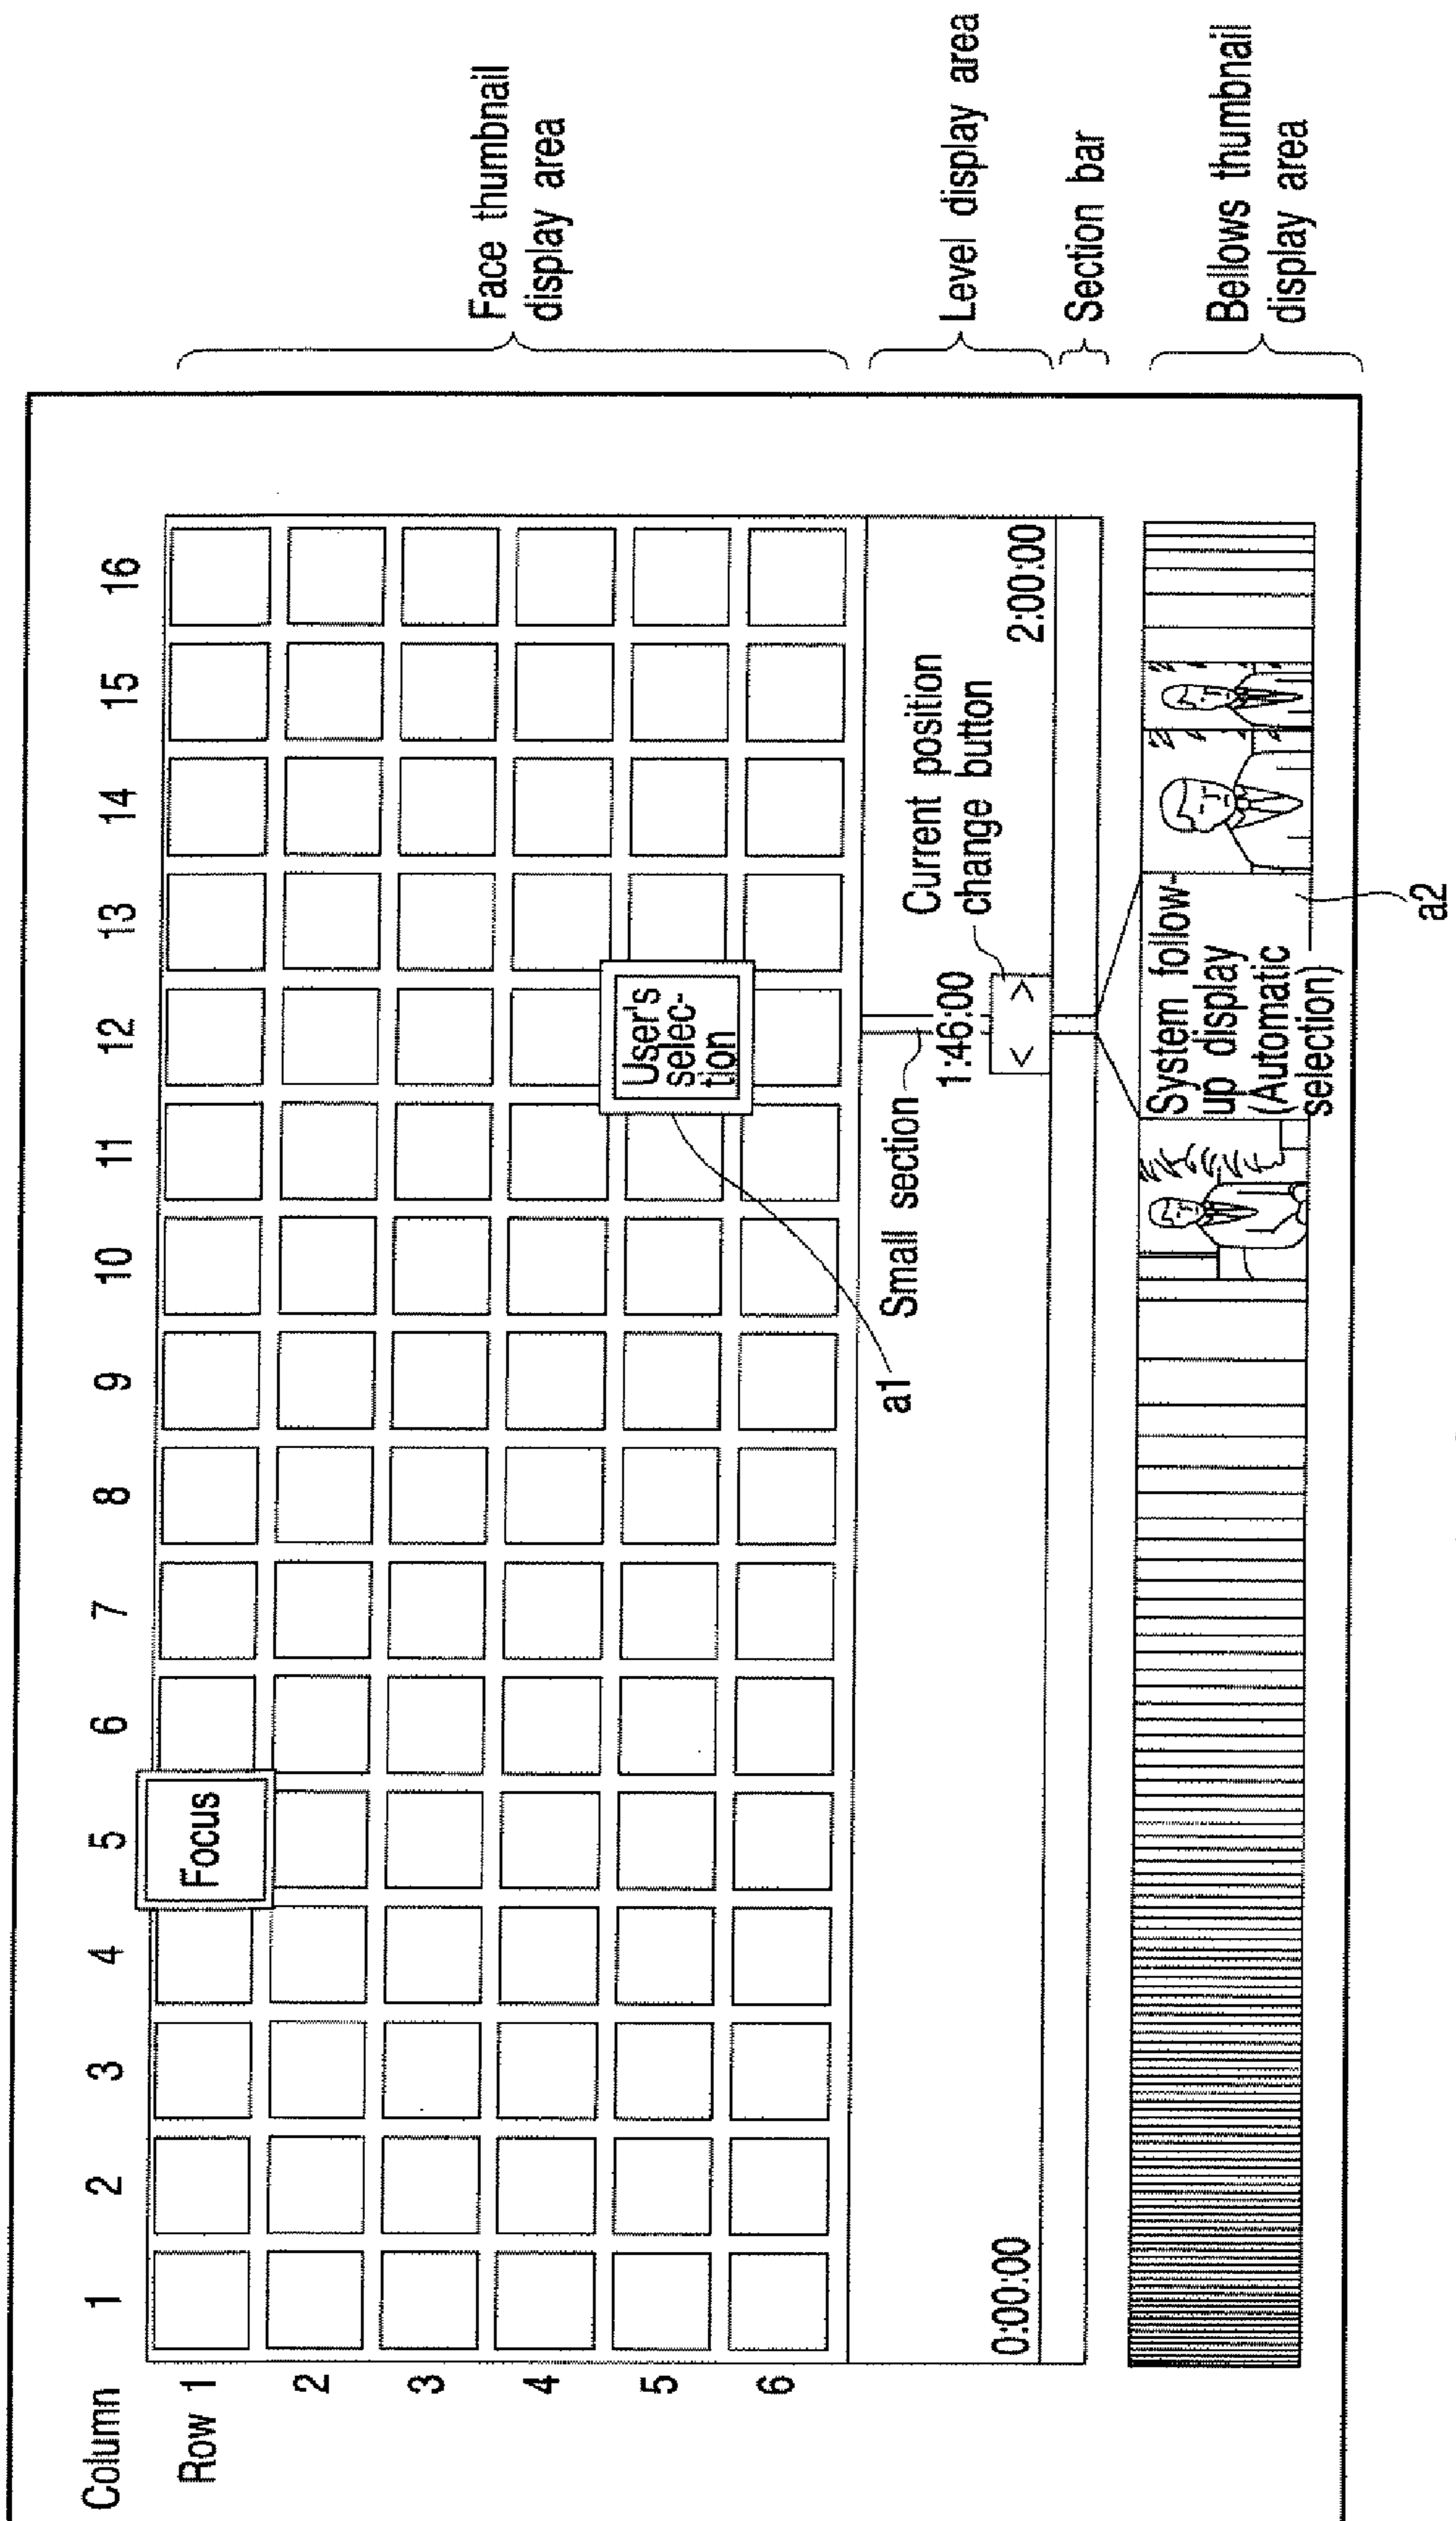 Column 1 2 3 4 5 6 7 8 9 10 11 12 13 14 15 16
Row 1
2
3
4
5
6
Focus
User's
selec-
tion
Face thumbnail
display area
a1
Small section
1:46:00
Current position
change button
0:00:00
< >
2:00:00
Level display area
Section bar
System follow-
up display
(Automatic
selection)
a2
Bellows thumbnail
display area